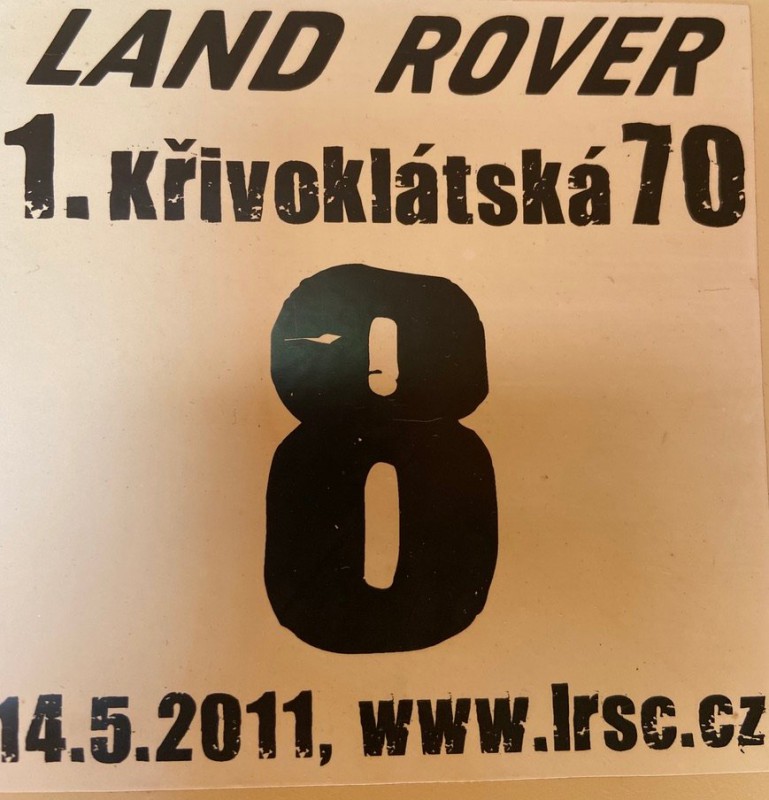 LAND ROVER
1. Křivoklátská 70
8
14.5.2011, www.lrsc.cz